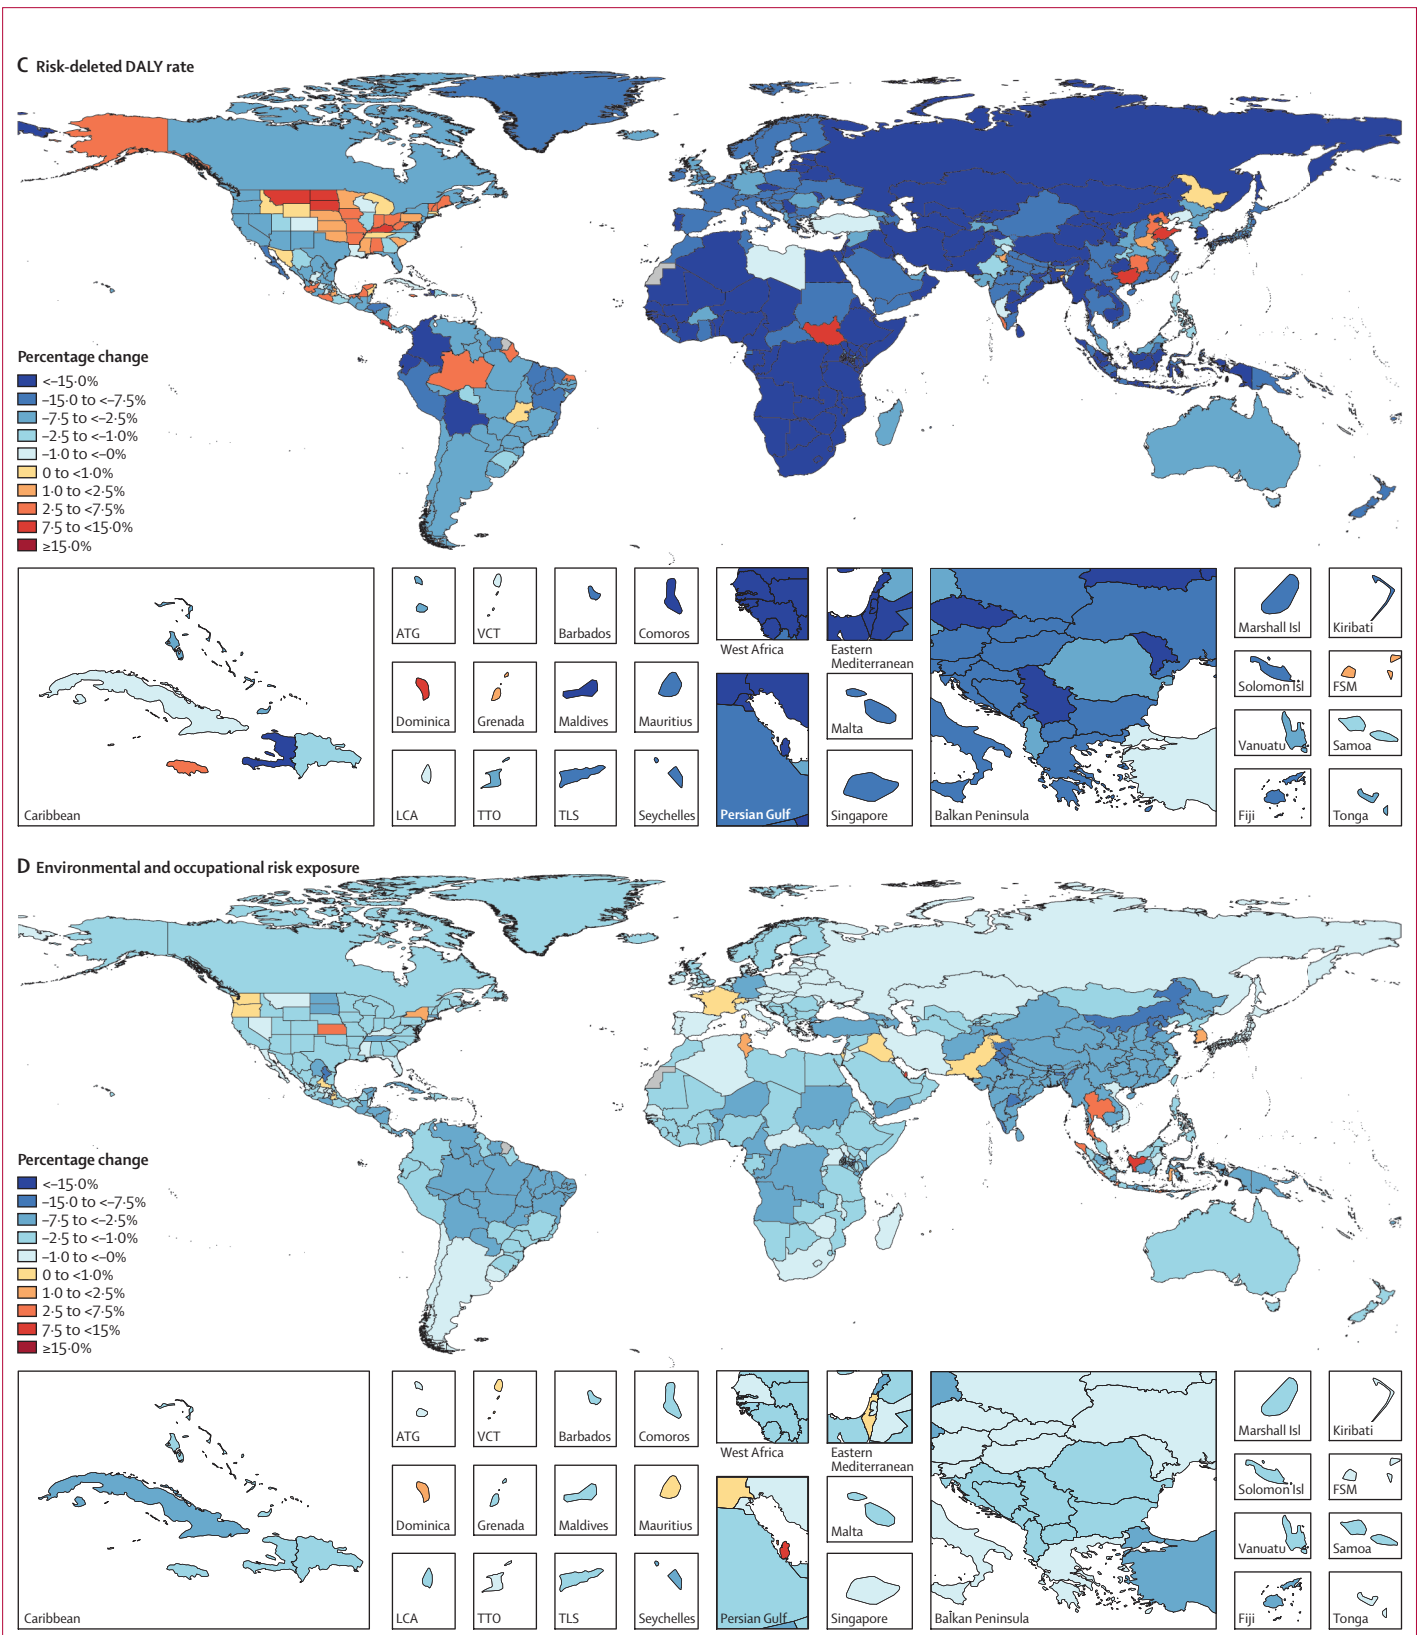 C Risk-deleted DALY rate
Percentage change
<–15·0%
–15·0 to <–7·5%
–7·5 to <–2·5%
–2·5 to <–1·0%
–1·0 to <–0%
0 to <1·0%
1·0 to <2·5%
2·5 to <7·5%
7·5 to <15·0%
≥15·0%
Caribbean
ATG
VCT
Barbados
Comoros
Dominica
Grenada
Maldives
Mauritius
LCA
TTO
TLS
Seychelles
West Africa
Eastern
Mediterranean
Persian Gulf
Malta
Singapore
Balkan Peninsula
Marshall Isl
Kiribati
Solomon Isl
FSM
Vanuatu
Samoa
Fiji
Tonga
D Environmental and occupational risk exposure
Percentage change
<–15·0%
–15·0 to <–7·5%
–7·5 to <–2·5%
–2·5 to <–1·0%
–1·0 to <–0%
0 to <1·0%
1·0 to <2·5%
2·5 to <7·5%
7·5 to <15%
≥15·0%
Caribbean
ATG
VCT
Barbados
Comoros
Dominica
Grenada
Maldives
Mauritius
LCA
TTO
TLS
Seychelles
West Africa
Eastern
Mediterranean
Persian Gulf
Malta
Singapore
Balkan Peninsula
Marshall Isl
Kiribati
Solomon Isl
FSM
Vanuatu
Samoa
Fiji
Tonga